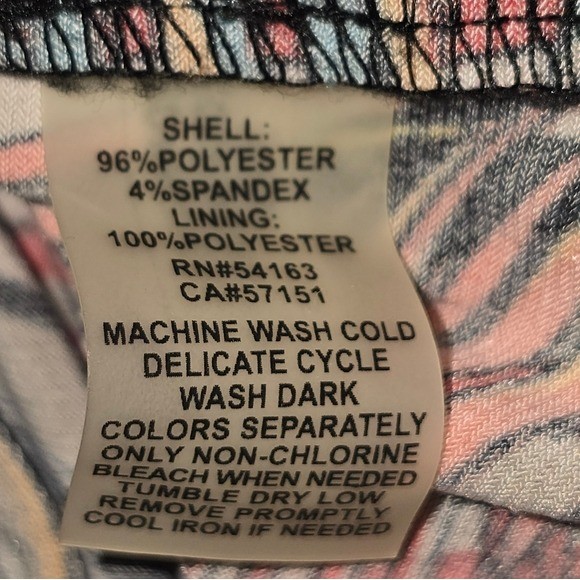 SHELL:
96%POLYESTER
4%SPANDEX
LINING:
100%POLYESTER
RN#54163
CA#57151
MACHINE WASH COLD
DELICATE CYCLE
WASH DARK
COLORS SEPARATELY
ONLY NON-CHLORINE
BLEACH WHEN NEEDED
TUMBLE DRY LOW
REMOVE PROMPTLY
COOL IRON IF NEEDED